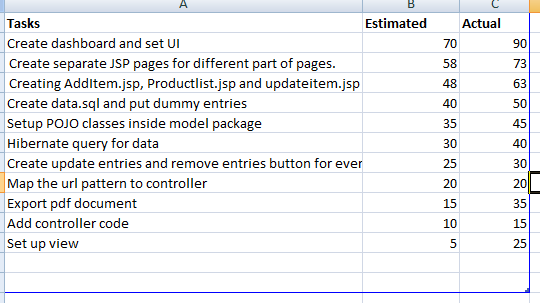 A B C
Tasks Estimated Actual
Create dashboard and set UI 70 90
Create separate JSP pages for different part of pages. 58 73
Creating AddItem.jsp, Productlist.jsp and updateitem.jsp 48 63
Create data.sql and put dummy entries 40 50
Setup POJO classes inside model package 35 45
Hibernate query for data 30 40
Create update entries and remove entries button for ever 25 30
Map the url pattern to controller 20 20
Export pdf document 15 35
Add controller code 10 15
Set up view 5 25